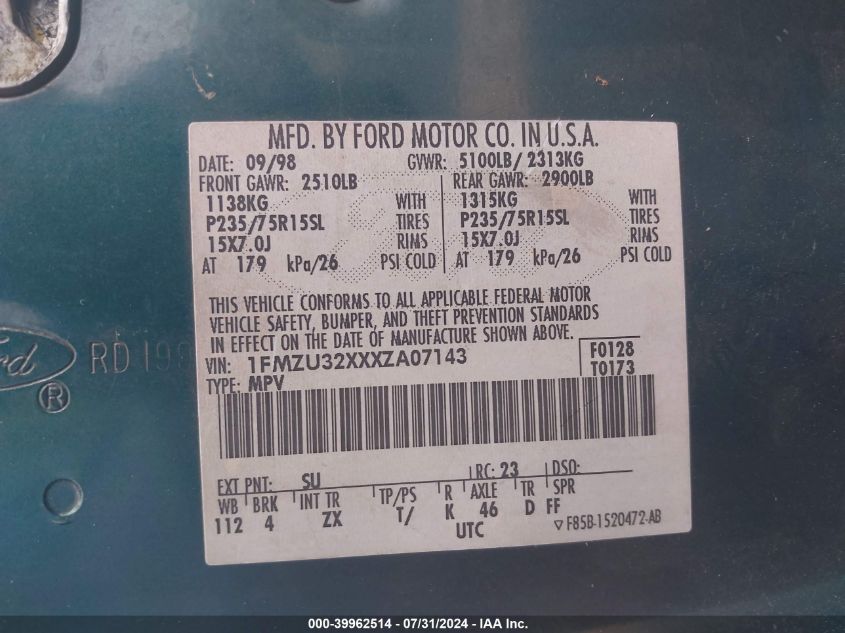 MFD. BY FORD MOTOR CO. IN U.S.A.
DATE: 09/98 GVWR: 5100LB/ 2313KG
FRONT GAWR: 2510LB REAR GAWR: 2900LB
1138KG WITH 1315KG WITH
P235/75R15SL TIRES P235/75R15SL TIRES
15X7.0J RIMS 15X7.0J RIMS
AT 179 kPa/26 PSI COLD AT 179 kPa/26 PSI COLD
THIS VEHICLE CONFORMS TO ALL APPLICABLE FEDERAL MOTOR
VEHICLE SAFETY, BUMPER, AND THEFT PREVENTION STANDARDS
IN EFFECT ON THE DATE OF MANUFACTURE SHOWN ABOVE.
VIN: 1FMZU32XXXZA07143 F0128
TYPE: MPV T0173
EXT PNT: SU RC: 23 DSO:
WB BRK INT TR TP/PS R AXLE TR SPR
112 4 ZX T/ K 46 D FF
UTC ▽ F85B-1520472-AB
Ford RD
®
000-39962514 / 07/31/2024 - IAA Inc.